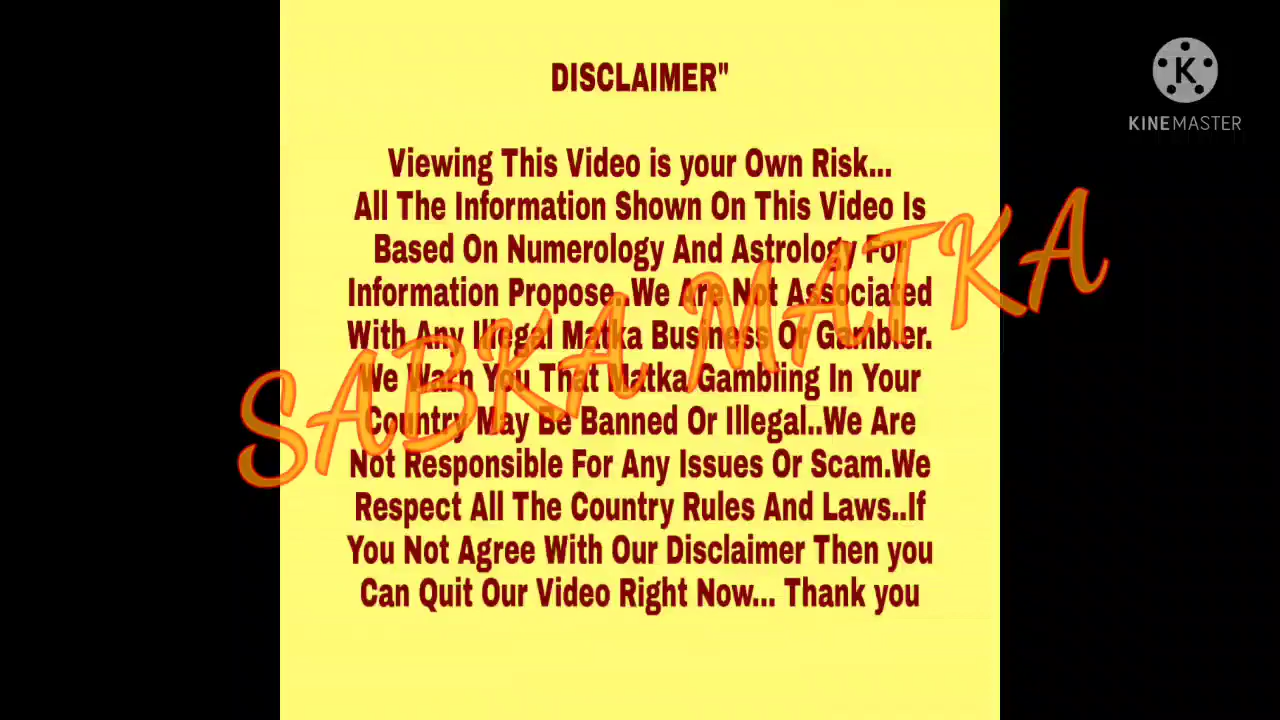 DISCLAIMER"
Viewing This Video is your Own Risk...
All The Information Shown On This Video Is
Based On Numerology And Astrology For
Information Propose..We Are Not Associated
With Any Illegal Matka Business Or Gambler.
We Warn You That Matka Gambling In Your
Country May Be Banned Or Illegal..We Are
Not Responsible For Any Issues Or Scam.We
Respect All The Country Rules And Laws..If
You Not Agree With Our Disclaimer Then you
Can Quit Our Video Right Now... Thank you
SABKA MATKA
K
KINEMASTER